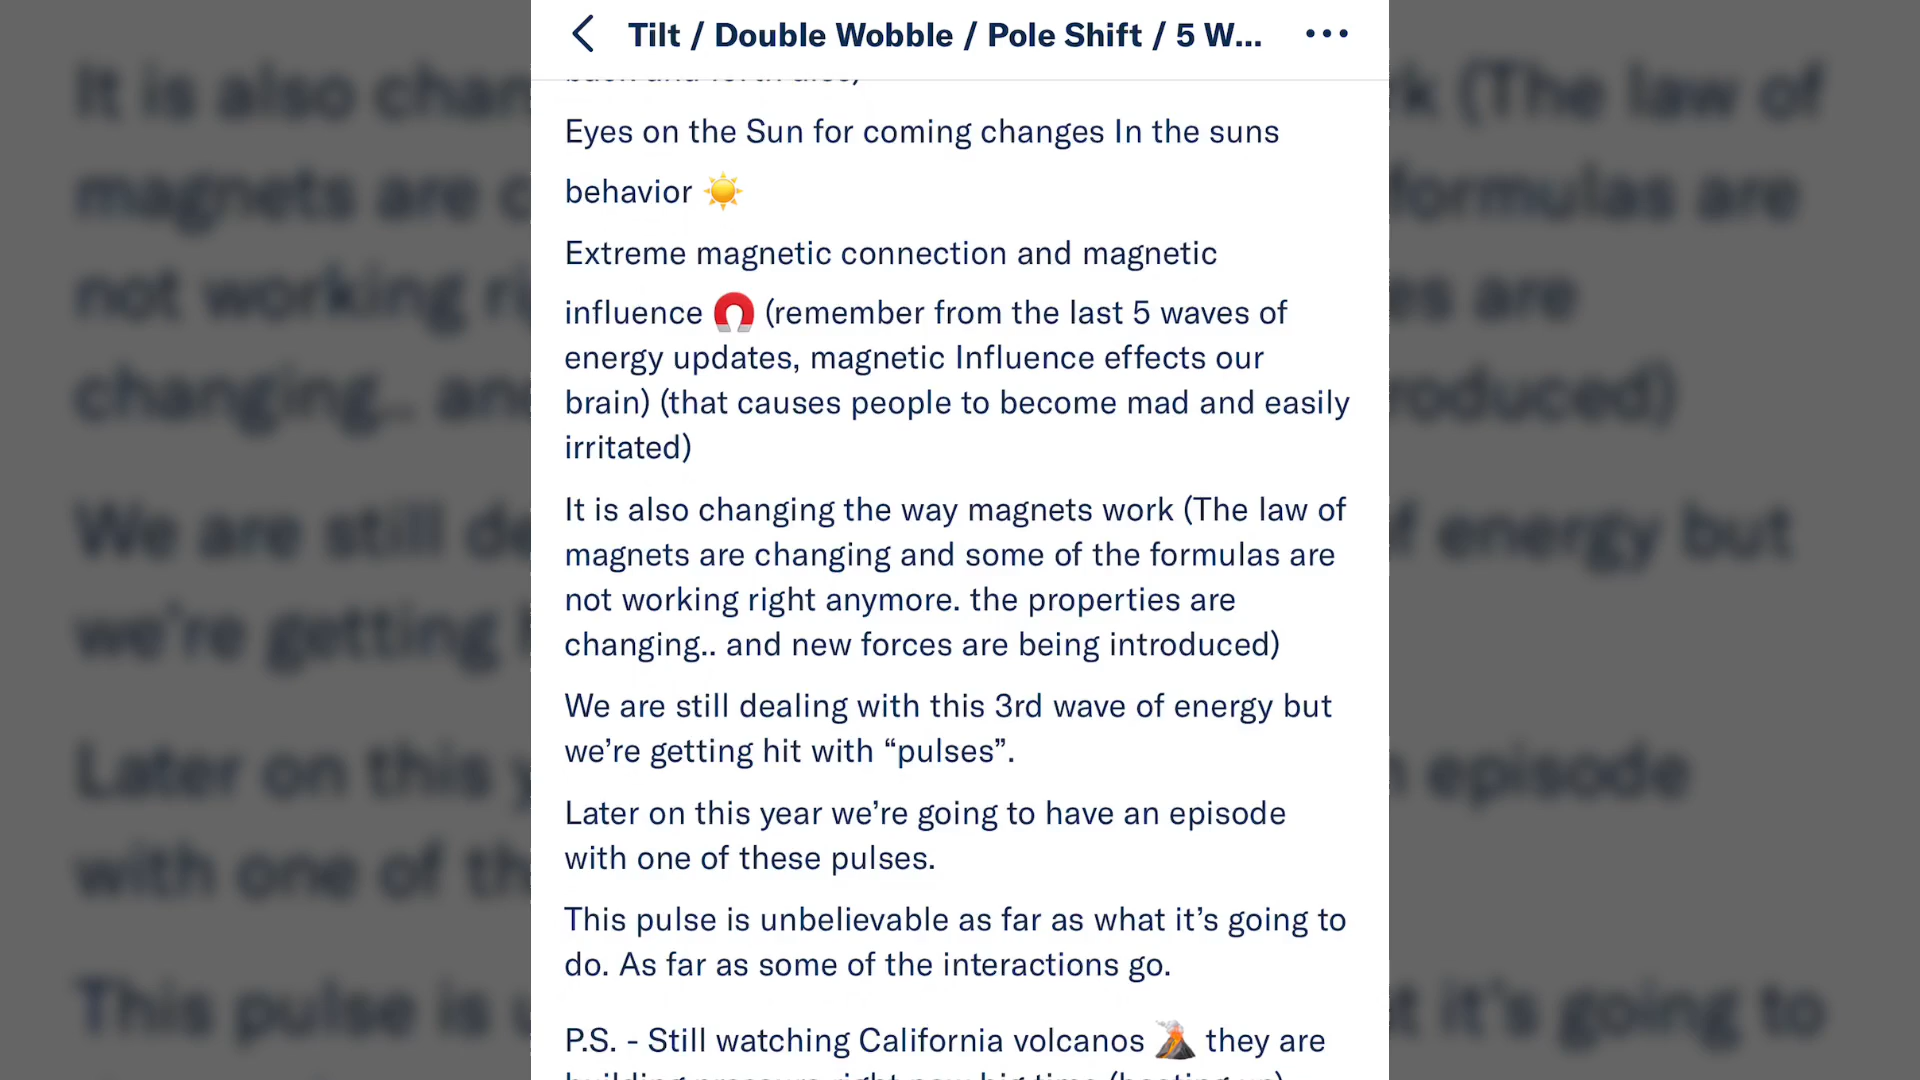 Tilt / Double Wobble / Pole Shift / 5 W...
Eyes on the Sun for coming changes In the suns
behavior ☀️
Extreme magnetic connection and magnetic
influence 🧲 (remember from the last 5 waves of
energy updates, magnetic Influence effects our
brain) (that causes people to become mad and easily
irritated)
It is also changing the way magnets work (The law of
magnets are changing and some of the formulas are
not working right anymore. the properties are
changing.. and new forces are being introduced)
We are still dealing with this 3rd wave of energy but
we’re getting hit with “pulses”.
Later on this year we’re going to have an episode
with one of these pulses.
This pulse is unbelievable as far as what it’s going to
do. As far as some of the interactions go.
P.S. - Still watching California volcanos 🌋 they are